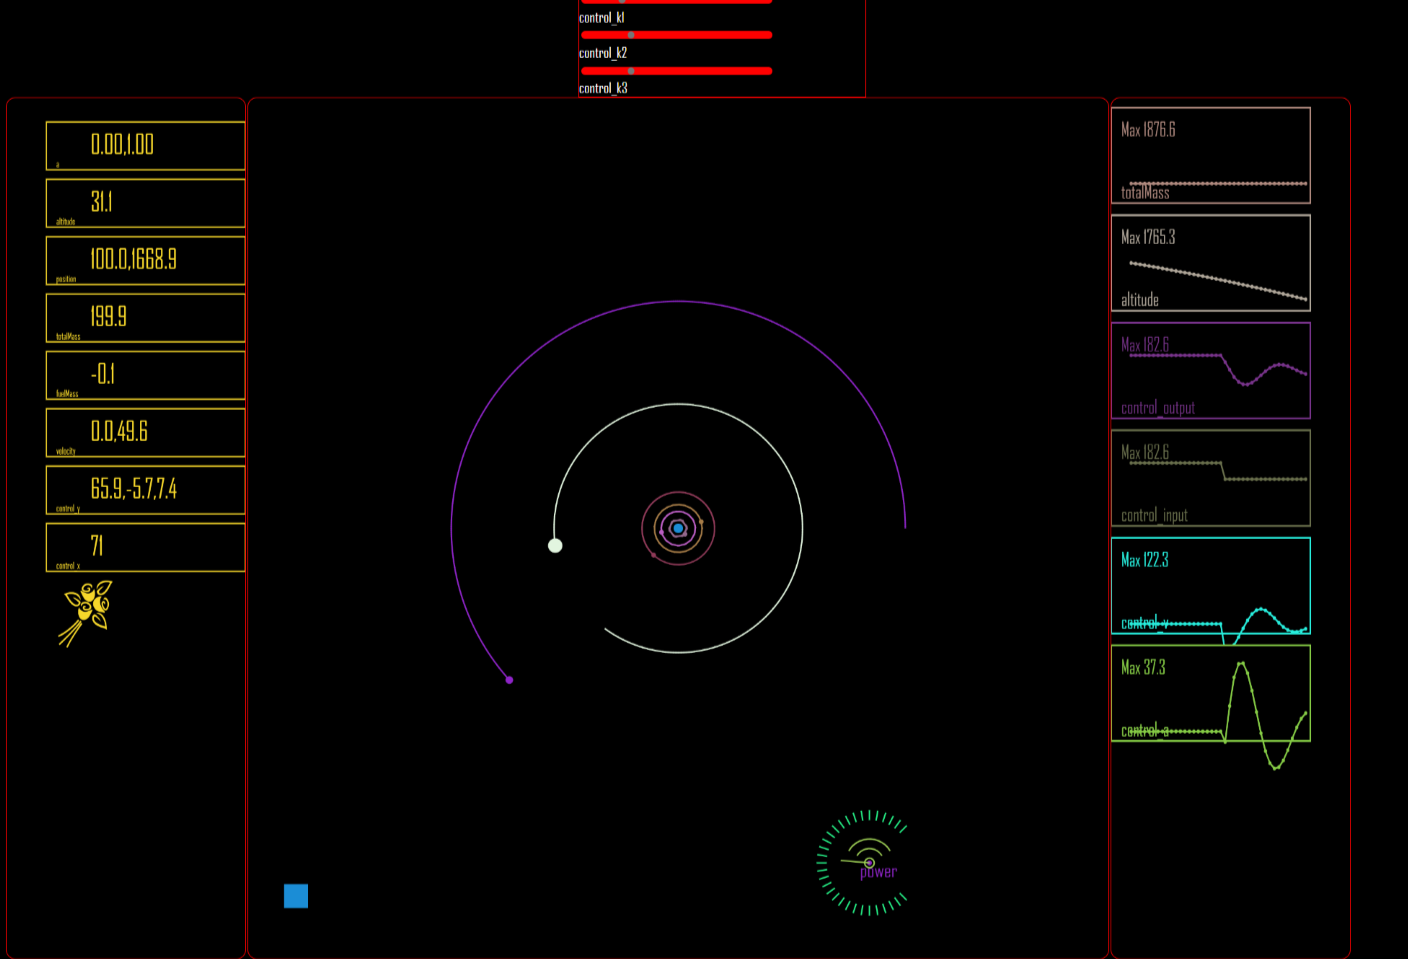 control_k1
control_k2
control_k3
0.00,1.00
a
31.1
altitude
100.0,1668.9
position
199.9
totalMass
-0.1
fuelMass
0.0,49.6
velocity
65.9,-5.7,7.4
control_y
71
control_x
Max 1876.6
totalMass
Max 1765.3
altitude
Max 182.6
control_output
Max 182.6
control_input
Max 122.3
control_v
Max 37.3
control_a
power